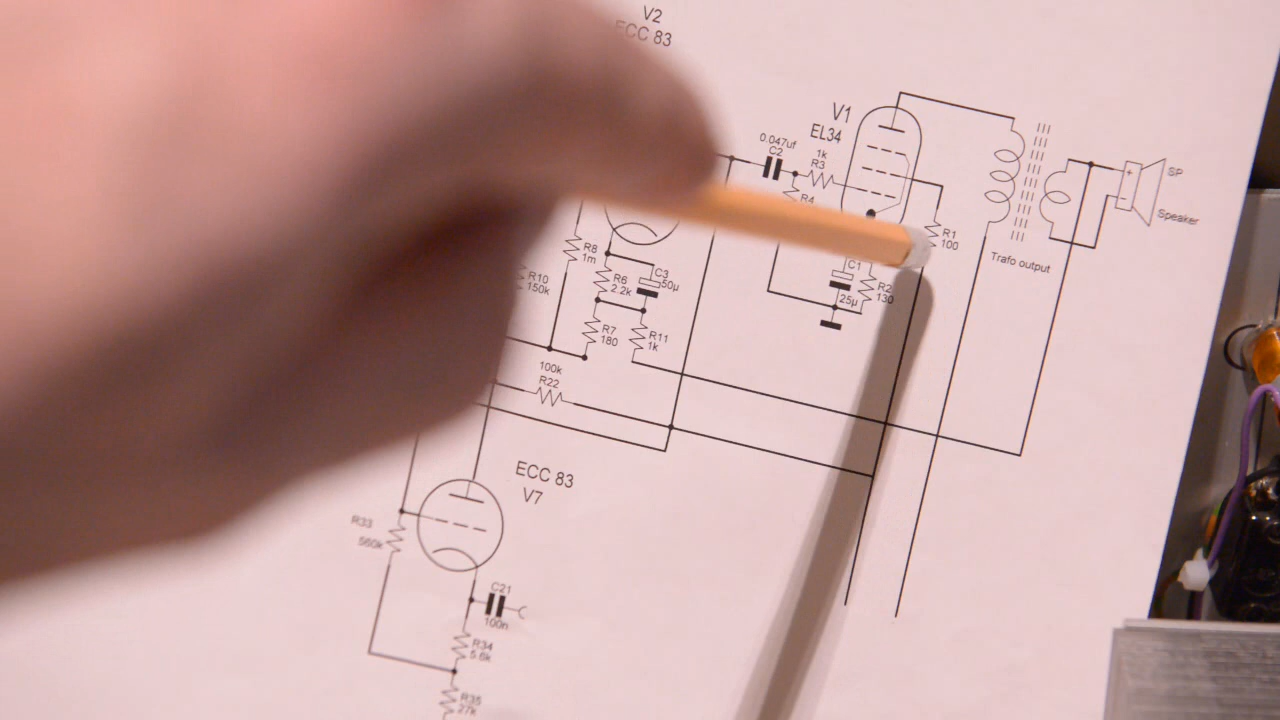 V2
ECC 83
V1
EL34
0.047uf
C2
1k
R3
R4
+
-
SP
Speaker
R1
100
Trafo output
C1
25µ
R2
130
R8
1m
R10
150k
R6
2.2k
C3
50µ
R7
180
R11
1k
100k
R22
ECC 83
V7
R33
560k
C21
100n
R34
5.6k
R35
27k